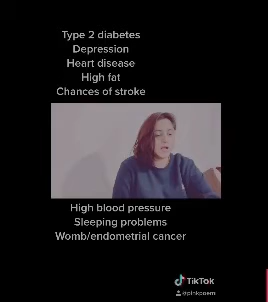 Type 2 diabetes
Depression
Heart disease
High fat
Chances of stroke
High blood pressure
Sleeping problems
Womb/endometrial cancer
TikTok
@pinkpoem